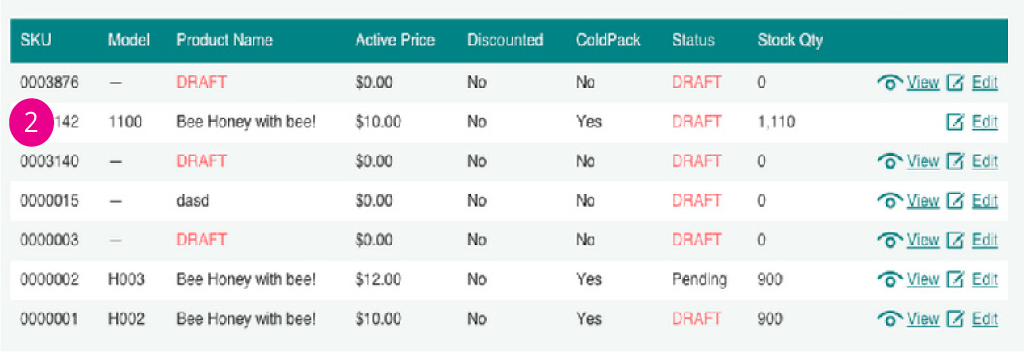 SKU Model Product Name Active Price Discounted ColdPack Status Stock Qty
0003876 — DRAFT $0.00 No No DRAFT 0 View Edit
2 142 1100 Bee Honey with bee! $10.00 No Yes DRAFT 1,110 Edit
0003140 — DRAFT $0.00 No No DRAFT 0 View Edit
0000015 — dasd $0.00 No No DRAFT 0 View Edit
0000003 — DRAFT $0.00 No No DRAFT 0 View Edit
0000002 H003 Bee Honey with bee! $12.00 No Yes Pending 900 View Edit
0000001 H002 Bee Honey with bee! $10.00 No Yes DRAFT 900 View Edit